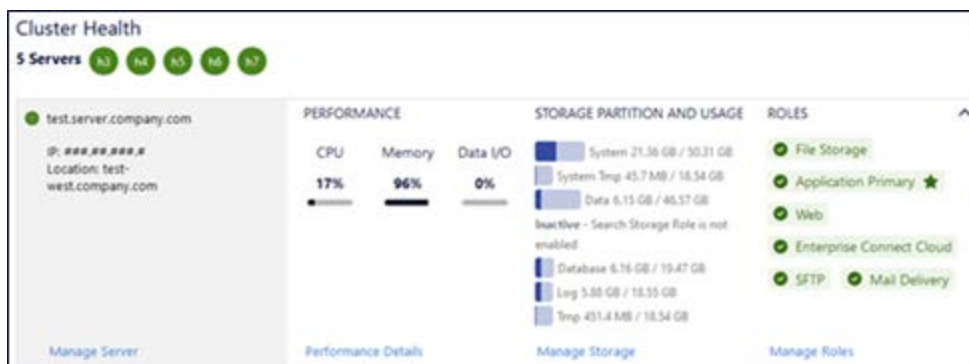 Cluster Health
5 Servers h3 h4 h5 h6 h7
test.server.company.com
IP: ###.##.###.#
Location: test-
west.company.com
Manage Server
PERFORMANCE
CPU Memory Data I/O
17% 96% 0%
Performance Details
STORAGE PARTITION AND USAGE
System 21.36 GB / 50.31 GB
System Tmp 45.7 MB / 18.54 GB
Data 6.15 GB / 46.57 GB
Inactive - Search Storage Role is not
enabled
Database 6.16 GB / 19.47 GB
Log 5.88 GB / 18.55 GB
Tmp 451.4 MB / 18.54 GB
Manage Storage
ROLES
File Storage
Application Primary
Web
Enterprise Connect Cloud
SFTP Mail Delivery
Manage Roles